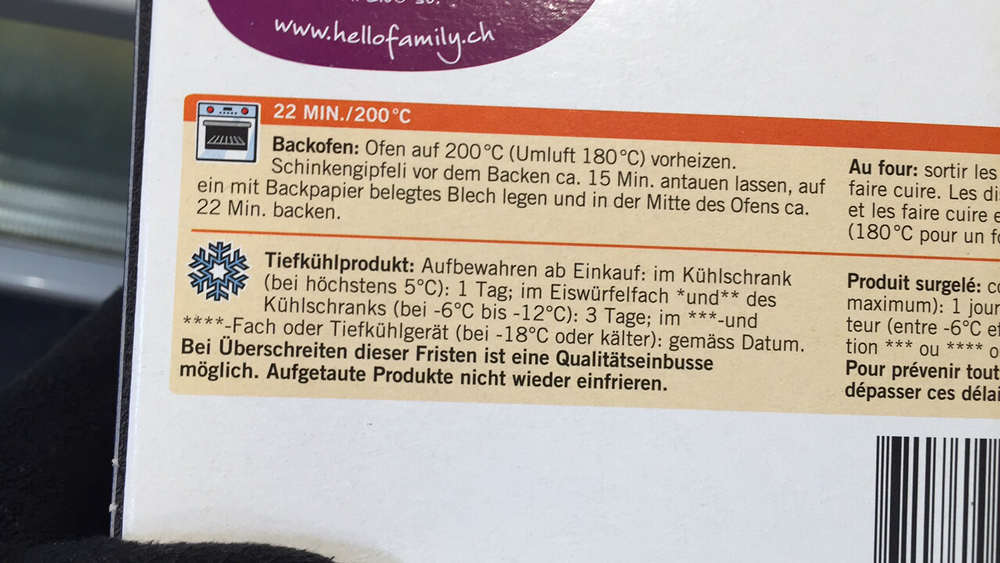 www.hellofamily.ch
22 MIN./200°C
Backofen: Ofen auf 200°C (Umluft 180°C) vorheizen.
Schinkengipfeli vor dem Backen ca. 15 Min. antauen lassen, auf
ein mit Backpapier belegtes Blech legen und in der Mitte des Ofens ca.
22 Min. backen.
Tiefkühlprodukt: Aufbewahren ab Einkauf: im Kühlschrank
(bei höchstens 5°C): 1 Tag; im Eiswürfelfach *und** des
Kühlschranks (bei -6°C bis -12°C): 3 Tage; im ***-und
****-Fach oder Tiefkühlgerät (bei -18°C oder kälter): gemäss Datum.
Bei Überschreiten dieser Fristen ist eine Qualitätseinbusse
möglich. Aufgetaute Produkte nicht wieder einfrieren.
Au four: sortir les
faire cuire. Les
et les faire cuire
(180°C pour un
Produit surgelé:
maximum): 1 jour
teur (entre -6°C
tion *** ou ****
Pour prévenir tout
dépasser ces